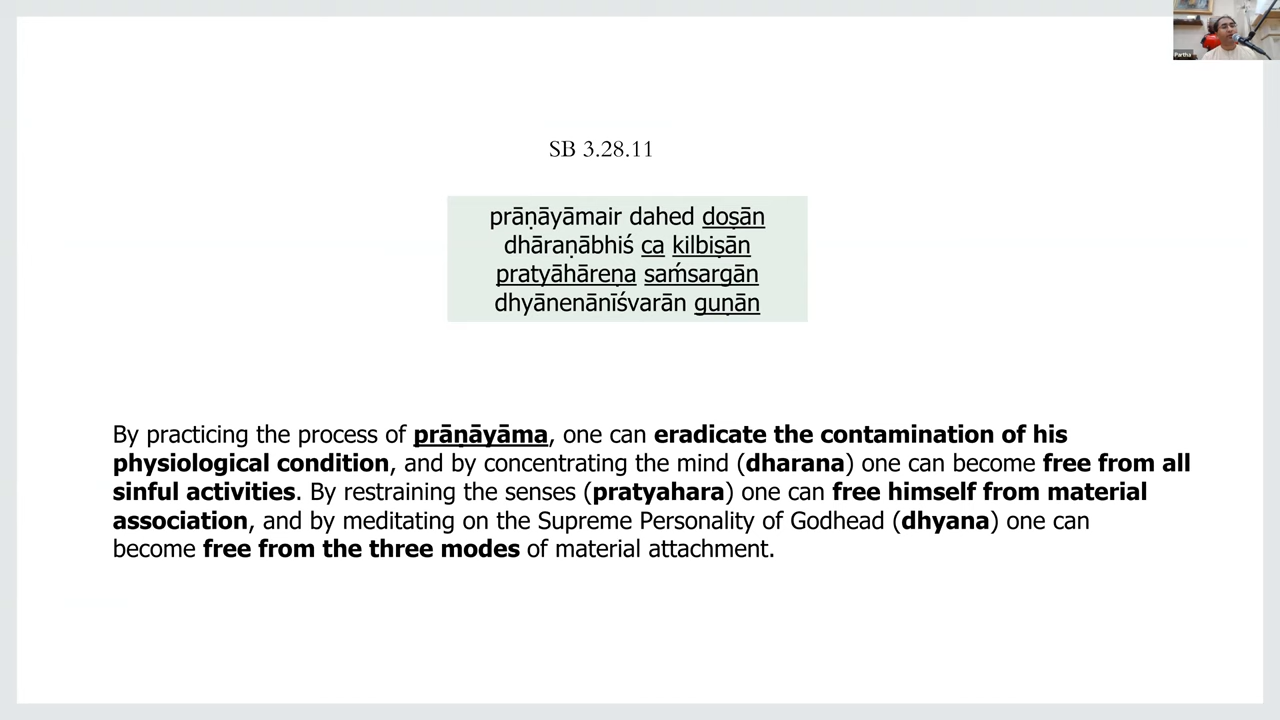 Partha
SB 3.28.11
prāṇāyāmair dahed doṣān
dhāraṇābhiś ca kilbiṣān
pratyāhāreṇa saḿsargān
dhyānenānīśvarān guṇān
By practicing the process of prāṇāyāma, one can eradicate the contamination of his
physiological condition, and by concentrating the mind (dharana) one can become free from all
sinful activities. By restraining the senses (pratyahara) one can free himself from material
association, and by meditating on the Supreme Personality of Godhead (dhyana) one can
become free from the three modes of material attachment.